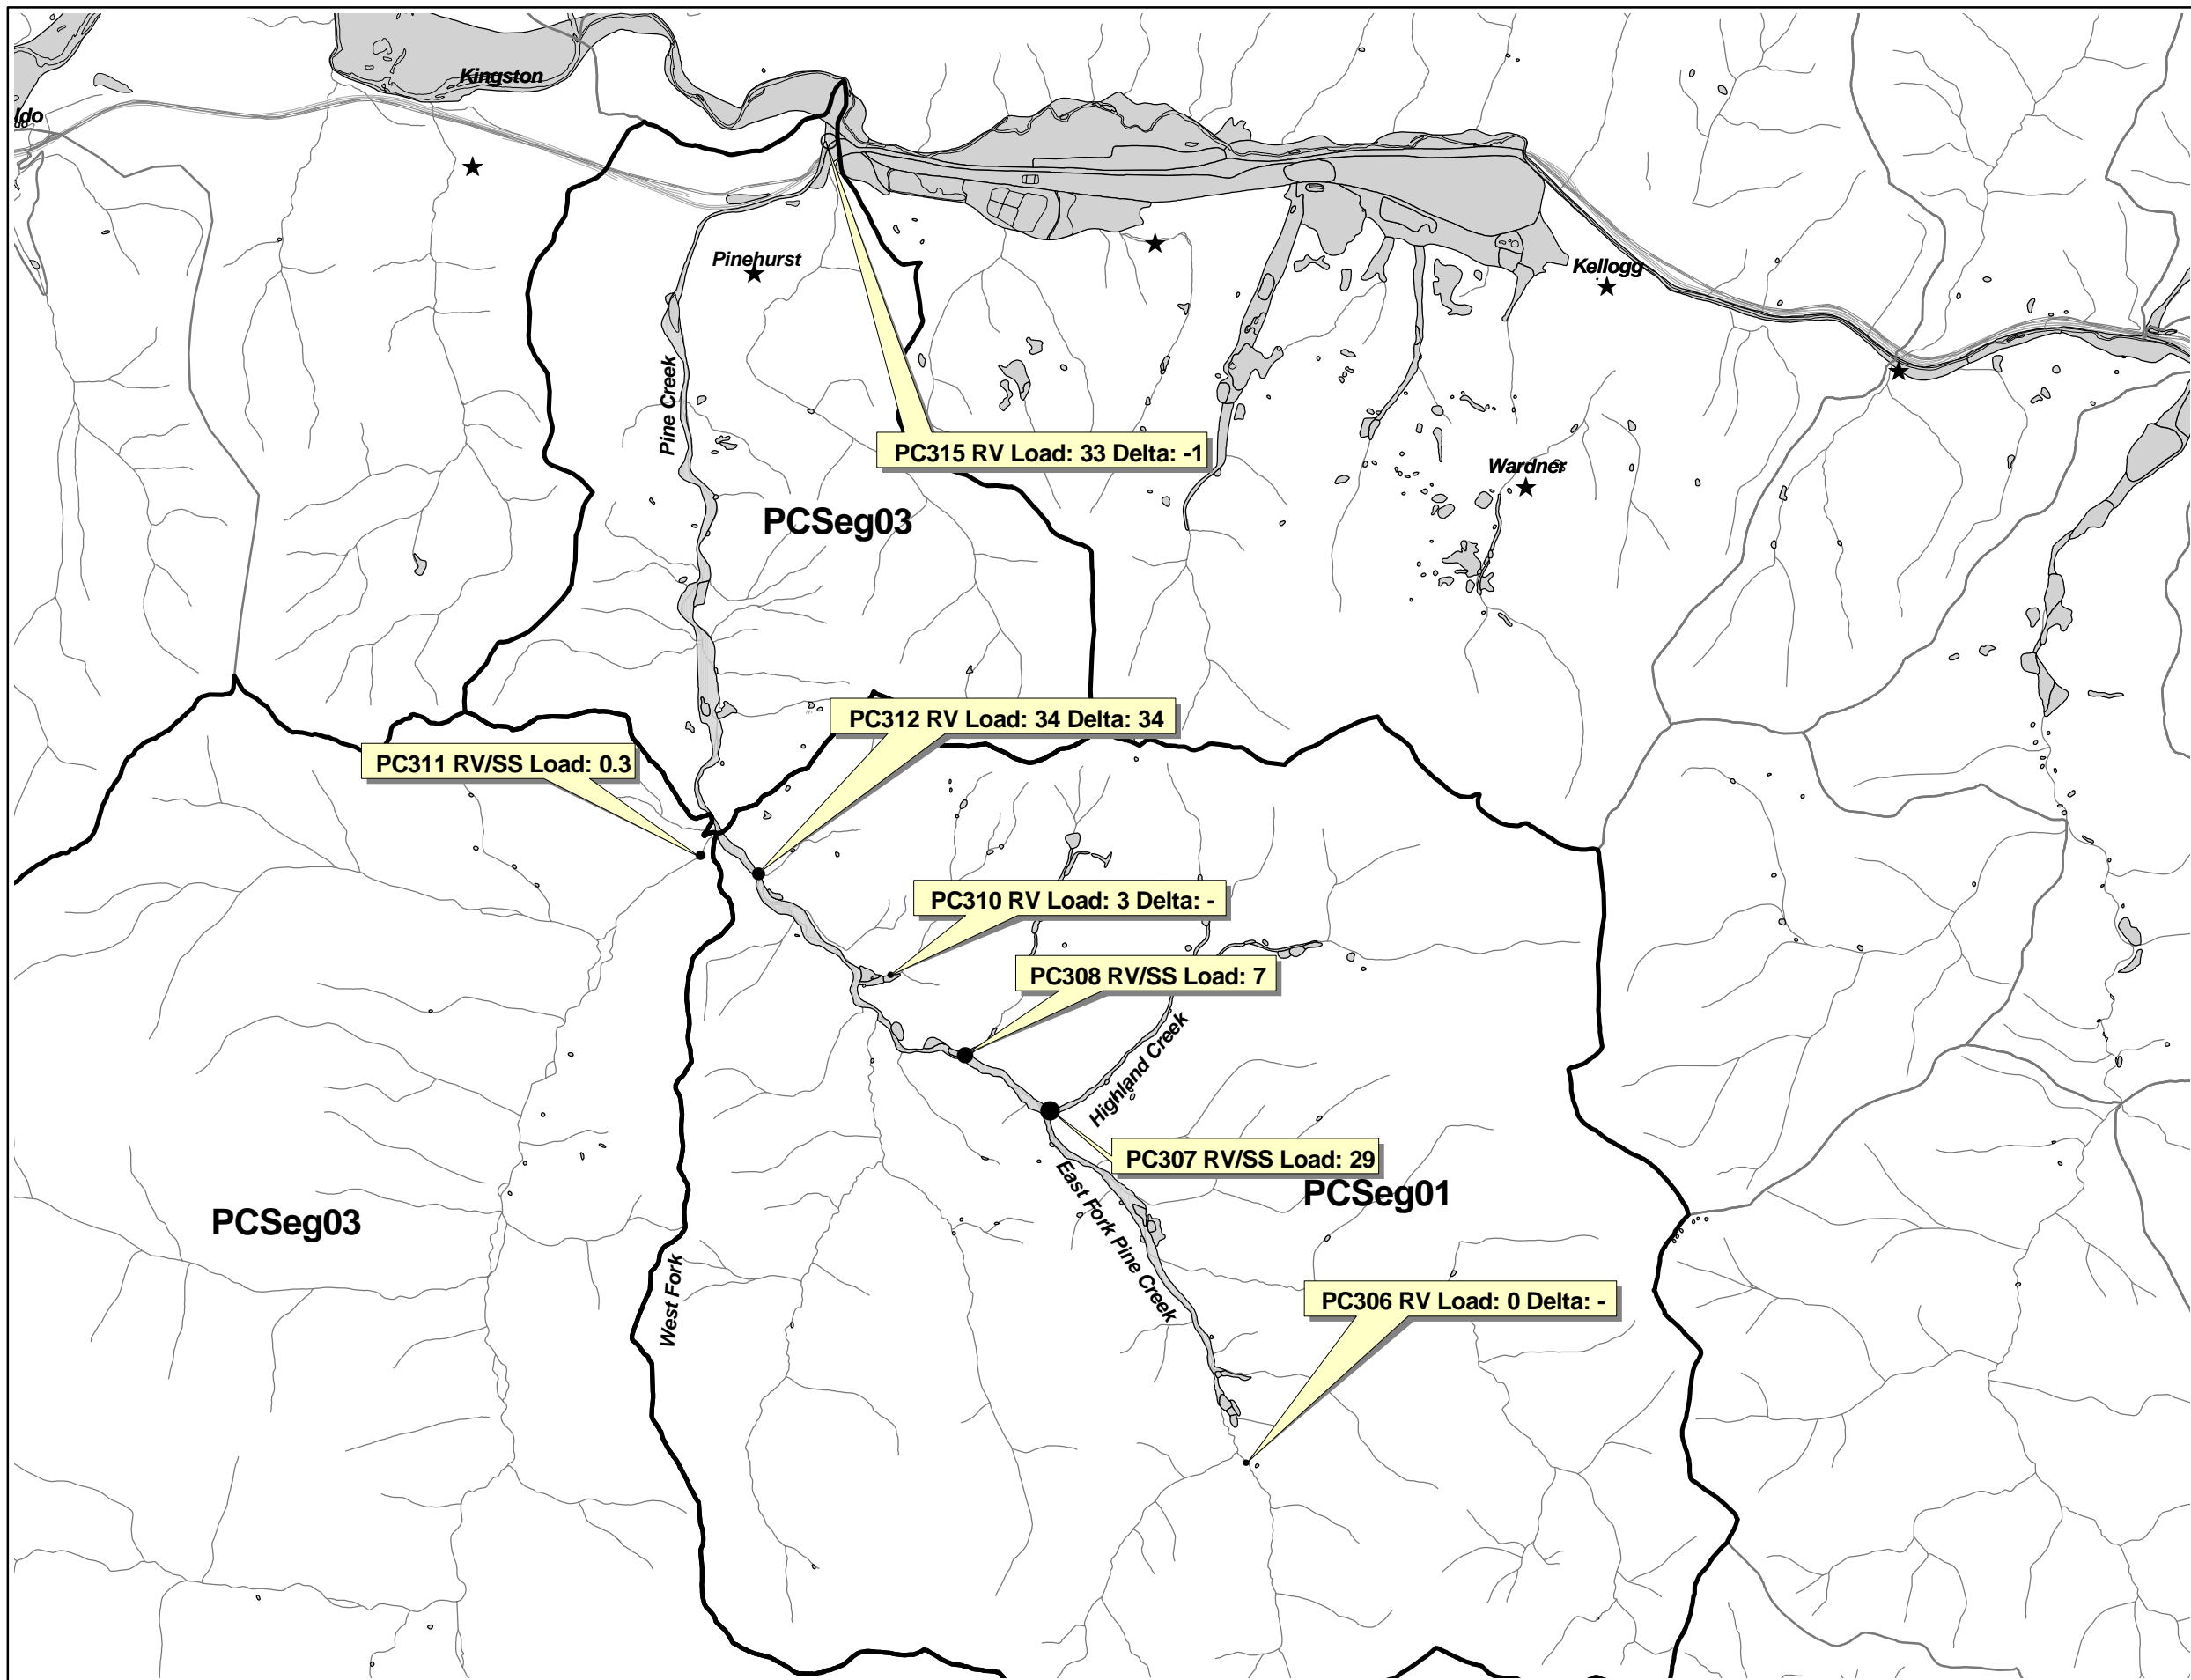 Kingston
ldo
Pinehurst
Kellogg
Pine Creek
PC315 RV Load: 33 Delta: -1
Wardner
PCSeg03
PC312 RV Load: 34 Delta: 34
PC311 RV/SS Load: 0.3
PC310 RV Load: 3 Delta: -
PC308 RV/SS Load: 7
Highland Creek
PC307 RV/SS Load: 29
East Fork Pine Creek
PCSeg01
PCSeg03
West Fork
PC306 RV Load: 0 Delta: -